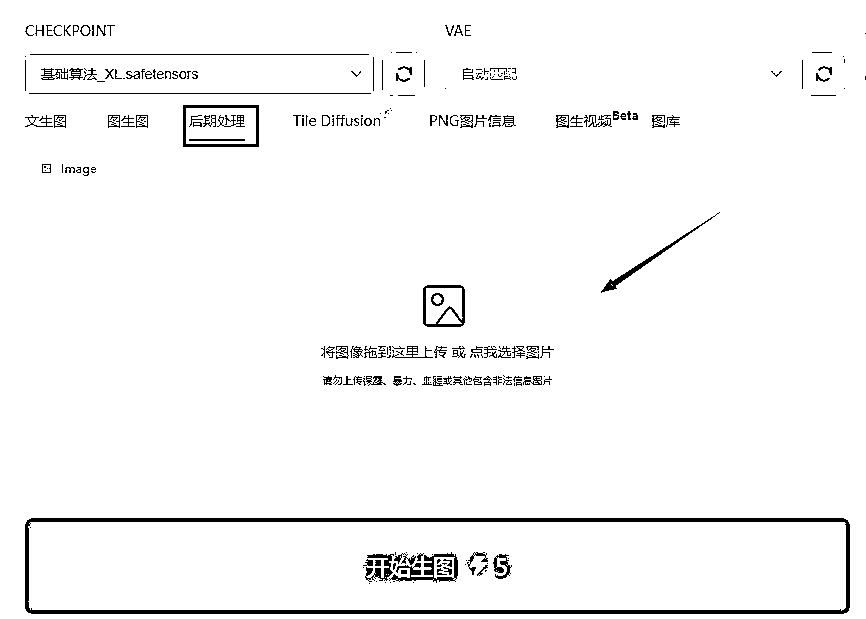 CHECKPOINT VAE
基础算法_XL.safetensors 自动匹配
文生图 图生图 后期处理 Tile Diffusion PNG图片信息 图生视频Beta 图库
Image
将图像拖到这里上传 或 点我选择图片
请勿上传裸露、暴力、血腥或其他包含非法信息图片
开始生图 5